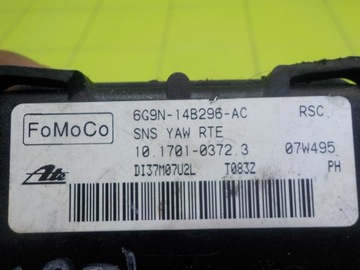 6G9N-14B296-AC RSC
FoMoCo
SNS YAW RTE
10.1701-0372.3 07W495
Ate
DI37M07U2L T083Z PH